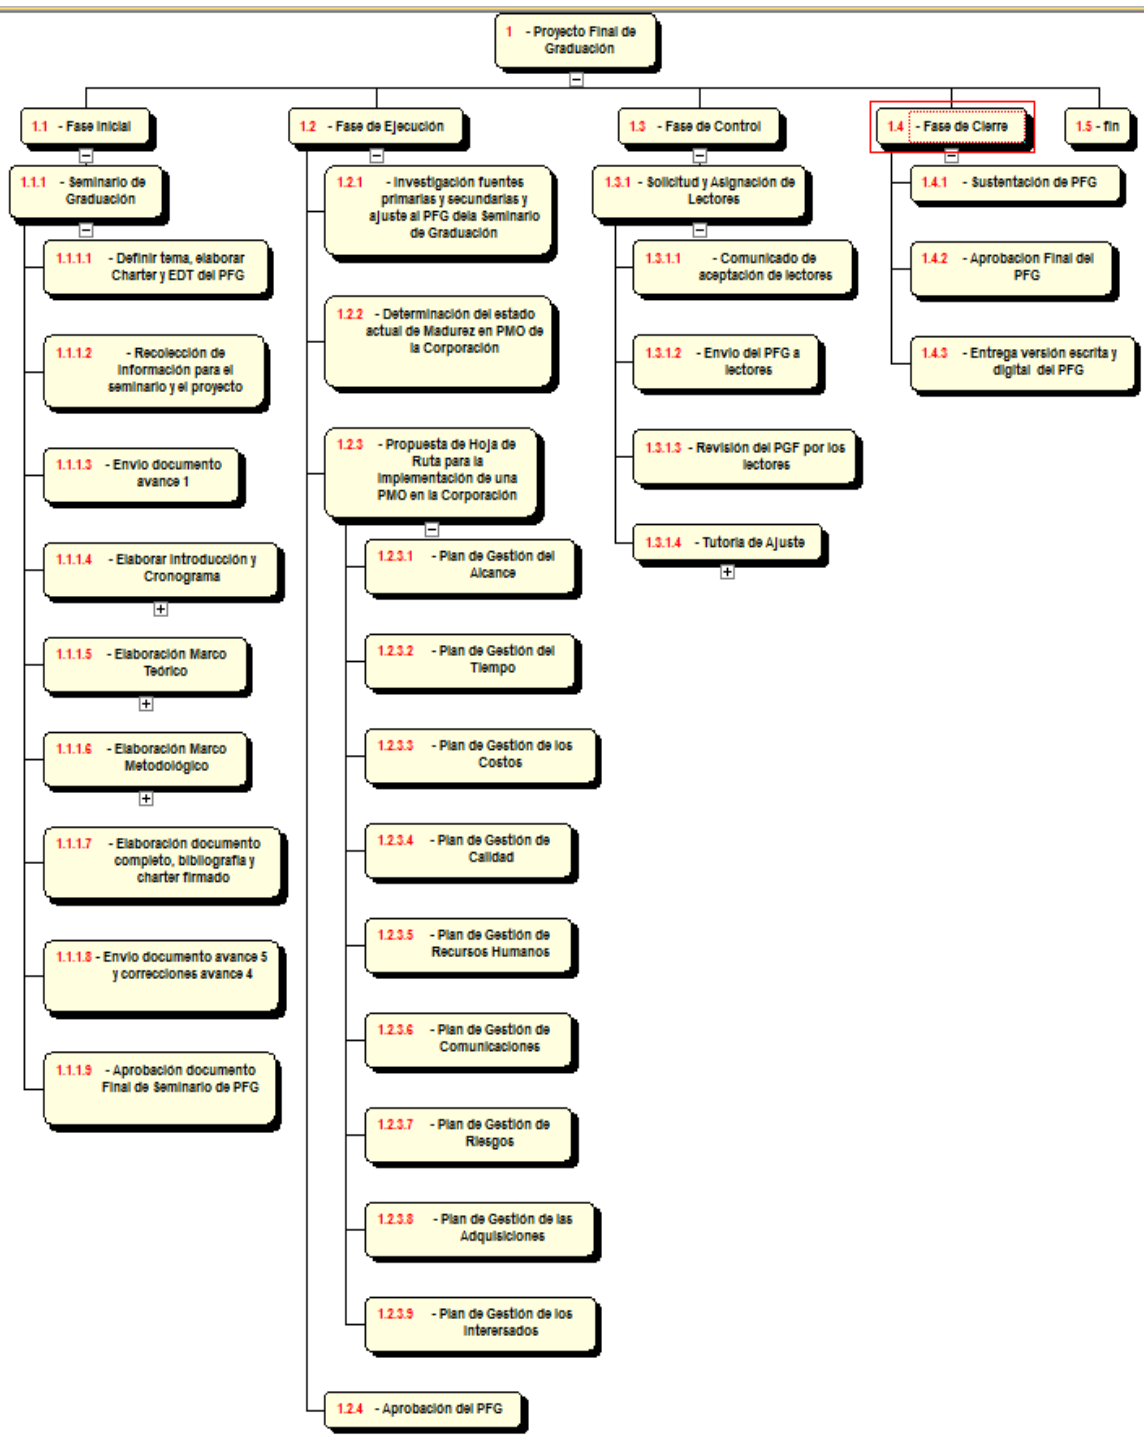 1 - Proyecto Final de
Graduación
1.1 - Fase Inicial
1.2 - Fase de Ejecución
1.3 - Fase de Control
1.4 - Fase de Cierre
1.5 - fin
1.1.1 - Seminario de
Graduación
1.1.1.1 - Definir tema, elaborar
Charter y EDT del PFG
1.1.1.2 - Recolección de
información para el
seminario y el proyecto
1.1.1.3 - Envio documento
avance 1
1.1.1.4 - Elaborar introducción y
Cronograma
1.1.1.5 - Elaboración Marco
Teórico
1.1.1.6 - Elaboración Marco
Metodológico
1.1.1.7 - Elaboración documento
completo, bibliografía y
charter firmado
1.1.1.8 - Envio documento avance 5
y correcciones avance 4
1.1.1.9 - Aprobación documento
Final de Seminario de PFG
1.2.1 - Investigación fuentes
primarias y secundarias y
ajuste al PFG dela Seminario
de Graduación
1.2.2 - Determinación del estado
actual de Madurez en PMO de
la Corporación
1.2.3 - Propuesta de Hoja de
Ruta para la
Implementación de una
PMO en la Corporación
1.2.3.1 - Plan de Gestión del
Alcance
1.2.3.2 - Plan de Gestión del
Tiempo
1.2.3.3 - Plan de Gestión de los
Costos
1.2.3.4 - Plan de Gestión de
Calidad
1.2.3.5 - Plan de Gestión de
Recursos Humanos
1.2.3.6 - Plan de Gestión de
Comunicaciones
1.2.3.7 - Plan de Gestión de
Riesgos
1.2.3.8 - Plan de Gestión de las
Adquisiciones
1.2.3.9 - Plan de Gestión de los
Interersados
1.2.4 - Aprobación del PFG
1.3.1 - Solicitud y Asignación de
Lectores
1.3.1.1 - Comunicado de
aceptación de lectores
1.3.1.2 - Envio del PFG a
lectores
1.3.1.3 - Revisión del PGF por los
lectores
1.3.1.4 - Tutoria de Ajuste
1.4.1 - Sustentación de PFG
1.4.2 - Aprobacion Final del
PFG
1.4.3 - Entrega versión escrita y
digital del PFG